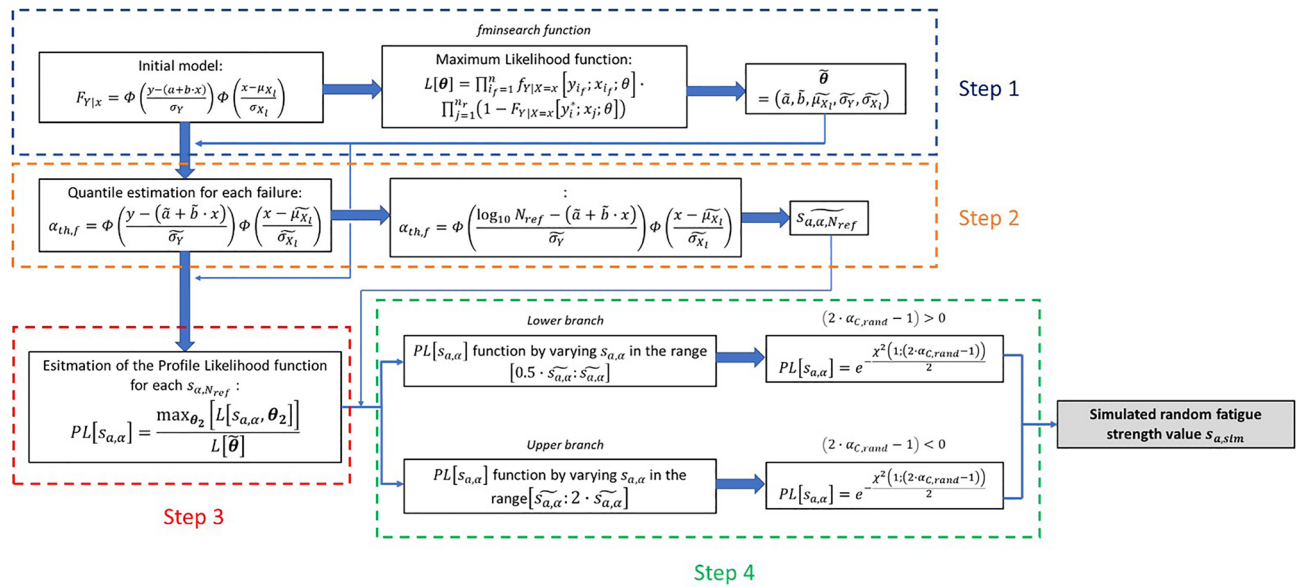 fminsearch function
Initial model:
F_{Y|x} = Φ((y−(a+b·x))/σ_Y) Φ((x−μ_{X_l})/σ_{X_l})
Maximum Likelihood function:
L[θ] = ∏_{i_f=1}^{n} f_{Y|X=x}[y_{i_f}; x_{i_f}; θ] ·
∏_{j=1}^{n_r}(1 − F_{Y|X=x}[y_i^*; x_j; θ])
θ̃
= (ã, b̃, μ̃_{X_l}, σ̃_Y, σ̃_{X_l})
Step 1
Quantile estimation for each failure:
α_{th,f} = Φ((y − (ã + b̃ · x))/σ̃_Y) Φ((x − μ̃_{X_l})/σ̃_{X_l})
:
α_{th,f} = Φ((log_{10} N_{ref} − (ã + b̃ · x))/σ̃_Y) Φ((x − μ̃_{X_l})/σ̃_{X_l})
s̃_{a,α,N_{ref}}
Step 2
Esitmation of the Profile Likelihood function
for each s_{α,N_{ref}} :
PL[s_{a,α}] = max_{θ_2}[L[s_{a,α}, θ_2]] / L[θ̃]
Step 3
Lower branch
PL[s_{a,α}] function by varying s_{a,α} in the range
[0.5 · s̃_{a,α}: s̃_{a,α}]
(2 · α_{C,rand} − 1) > 0
PL[s_{a,α}] = e^{−χ²(1;(2·α_{C,rand}−1))/2}
Upper branch
PL[s_{a,α}] function by varying s_{a,α} in the
range[s̃_{a,α}: 2 · s̃_{a,α}]
(2 · α_{C,rand} − 1) < 0
PL[s_{a,α}] = e^{−χ²(1;(2·α_{C,rand}−1))/2}
Simulated random fatigue
strength value s_{a,sim}
Step 4